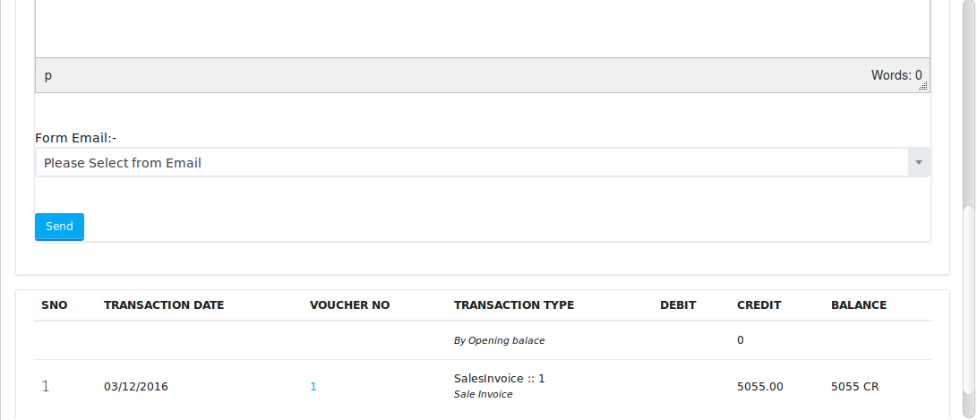 p Words: 0
Form Email:-
Please Select from Email
Send
SNO TRANSACTION DATE VOUCHER NO TRANSACTION TYPE DEBIT CREDIT BALANCE
By Opening balace 0
1 03/12/2016 1 SalesInvoice :: 1 5055.00 5055 CR
Sale Invoice